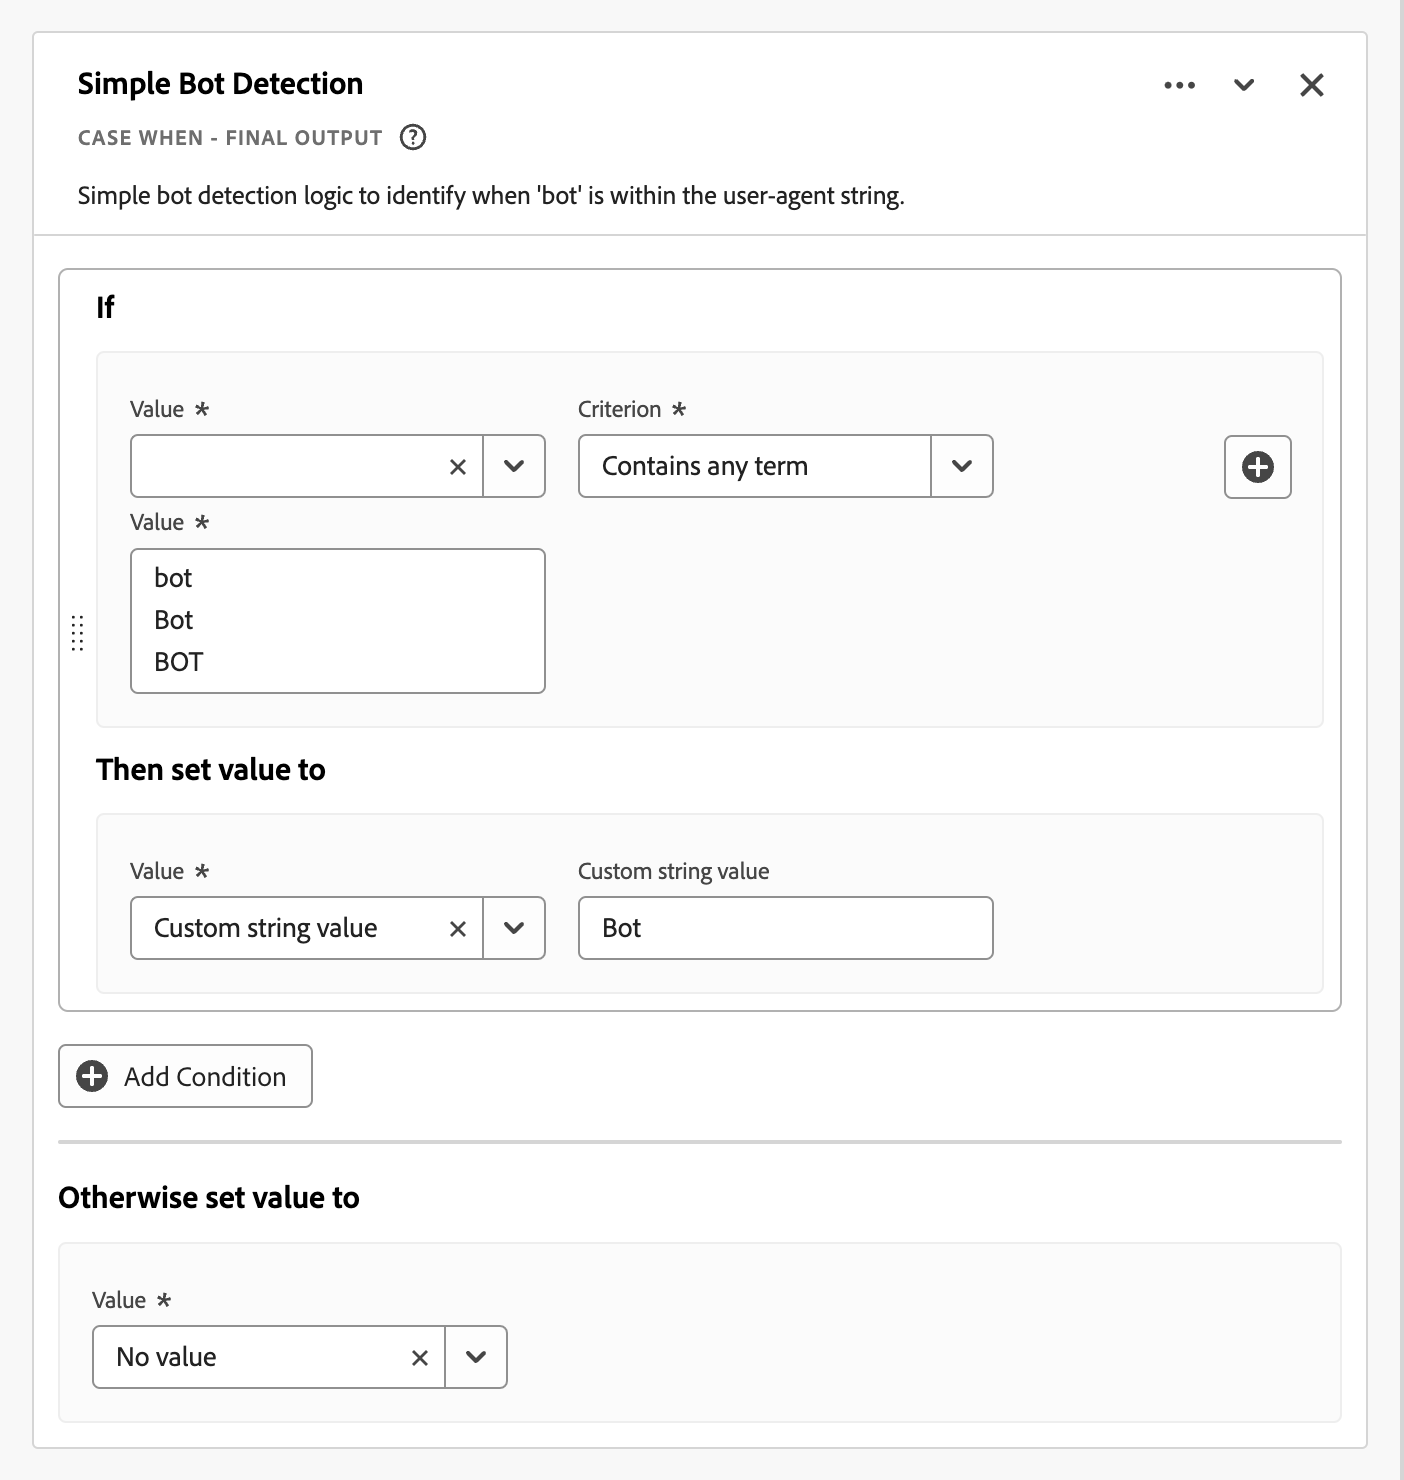 Simple Bot Detection
CASE WHEN - FINAL OUTPUT
Simple bot detection logic to identify when 'bot' is within the user-agent string.
If
Value *
Criterion *
Contains any term
Value *
bot
Bot
BOT
Then set value to
Value *
Custom string value
Custom string value
Bot
Add Condition
Otherwise set value to
Value *
No value